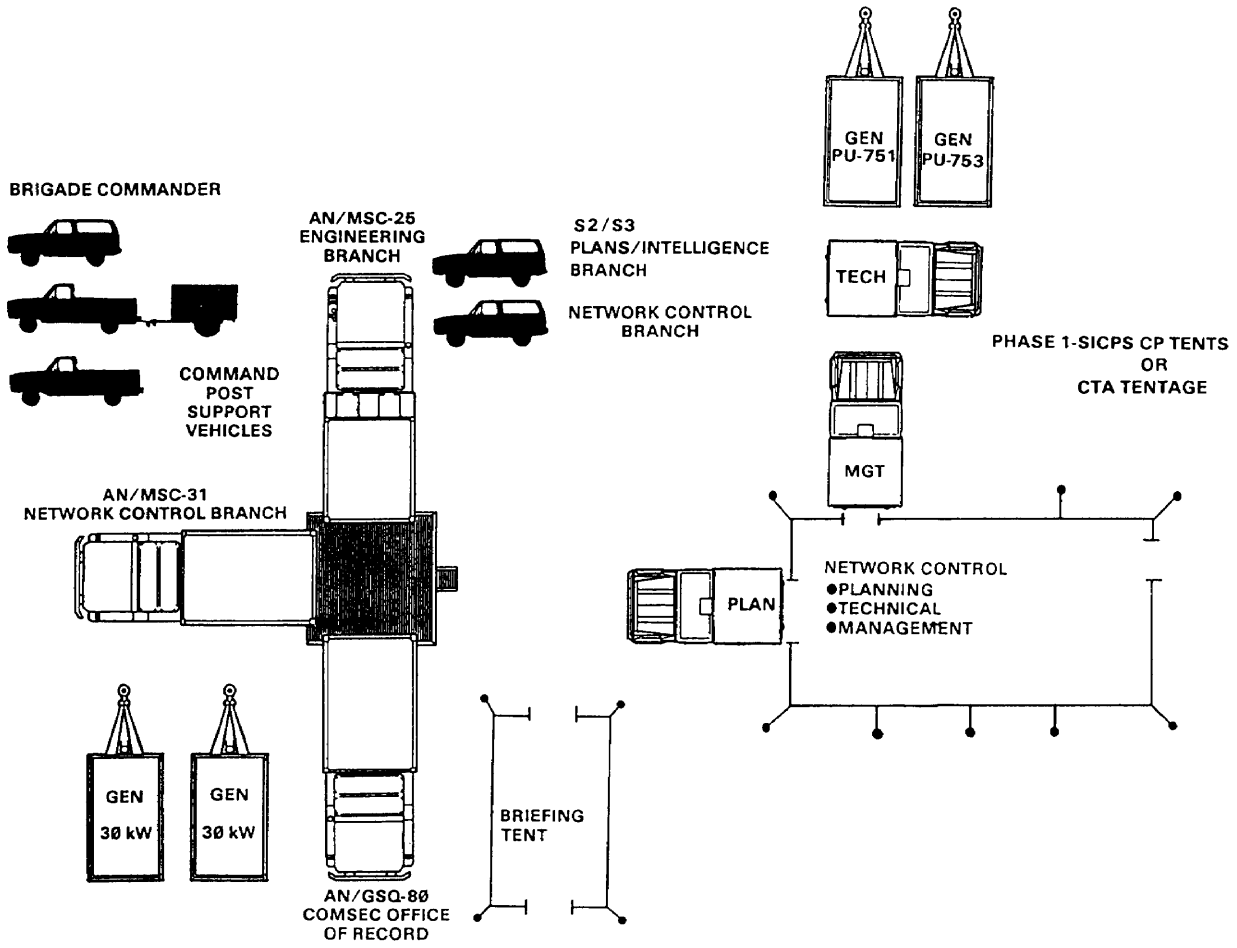 GEN
PU-751
GEN
PU-753
BRIGADE COMMANDER
AN/MSC-25
ENGINEERING
BRANCH
S2/S3
PLANS/INTELLIGENCE
BRANCH
TECH
NETWORK CONTROL
BRANCH
PHASE 1-SICPS CP TENTS
OR
CTA TENTAGE
COMMAND
POST
SUPPORT
VEHICLES
MGT
AN/MSC-31
NETWORK CONTROL BRANCH
PLAN
NETWORK CONTROL
●PLANNING
●TECHNICAL
●MANAGEMENT
GEN
30 kW
GEN
30 kW
BRIEFING
TENT
AN/GSQ-80
COMSEC OFFICE
OF RECORD